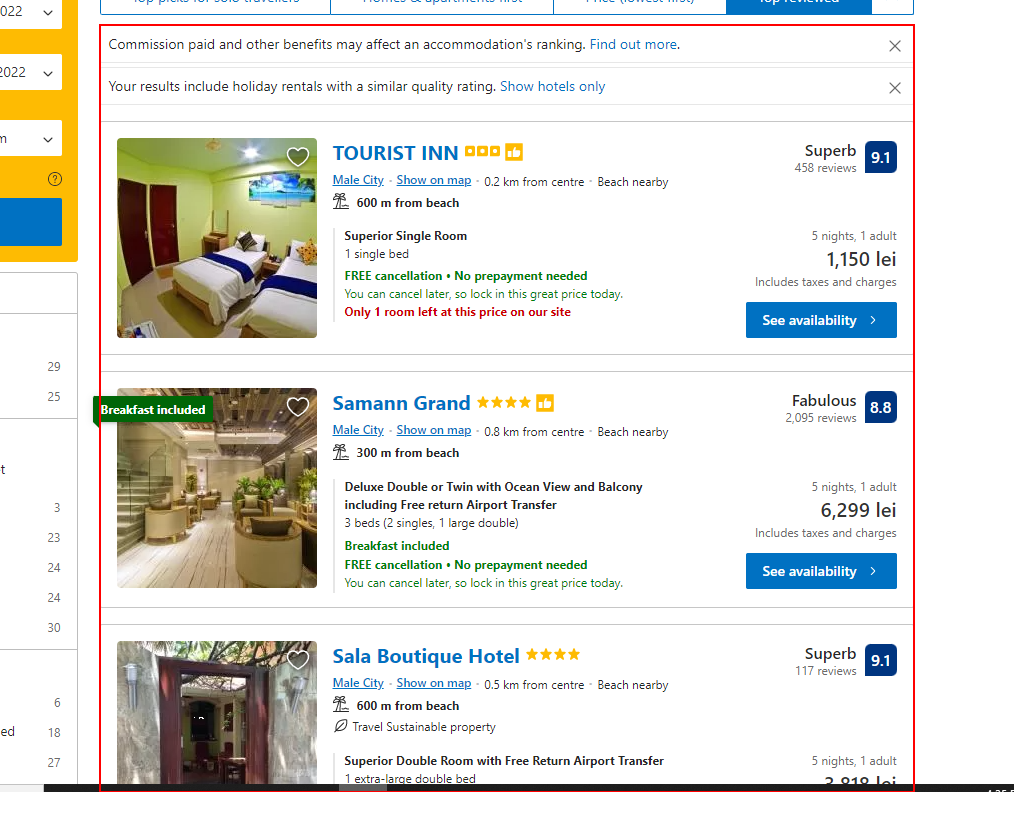 022
Top picks for solo travellers
Homes & apartments first
Price (lowest first)
Top reviewed
Commission paid and other benefits may affect an accommodation's ranking. Find out more.
2022
Your results include holiday rentals with a similar quality rating. Show hotels only
m
TOURIST INN
Superb
9.1
458 reviews
Male City · Show on map · 0.2 km from centre · Beach nearby
600 m from beach
Superior Single Room
5 nights, 1 adult
1 single bed
1,150 lei
FREE cancellation • No prepayment needed
Includes taxes and charges
You can cancel later, so lock in this great price today.
Only 1 room left at this price on our site
See availability
29
25
Breakfast included
Samann Grand
Fabulous
8.8
2,095 reviews
Male City · Show on map · 0.8 km from centre · Beach nearby
300 m from beach
t
Deluxe Double or Twin with Ocean View and Balcony
including Free return Airport Transfer
5 nights, 1 adult
6,299 lei
3 beds (2 singles, 1 large double)
Includes taxes and charges
Breakfast included
FREE cancellation • No prepayment needed
You can cancel later, so lock in this great price today.
See availability
3
23
24
24
30
Sala Boutique Hotel
Superb
9.1
117 reviews
Male City · Show on map · 0.5 km from centre · Beach nearby
600 m from beach
Travel Sustainable property
6
ed
18
27
Superior Double Room with Free Return Airport Transfer
5 nights, 1 adult
1 extra-large double bed
3,818 lei